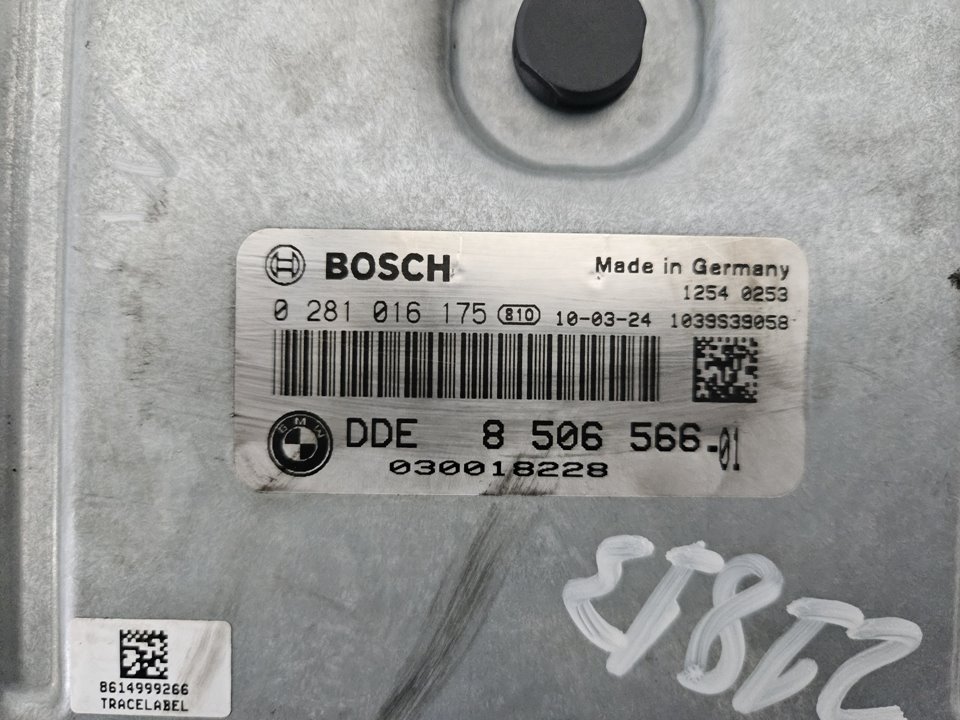 BOSCH
Made in Germany
1254 0253
0 281 016 175 810 10-03-24 1039S39058
BMW
DDE 8 506 566-01
030018228
8614999266
TRACELABEL